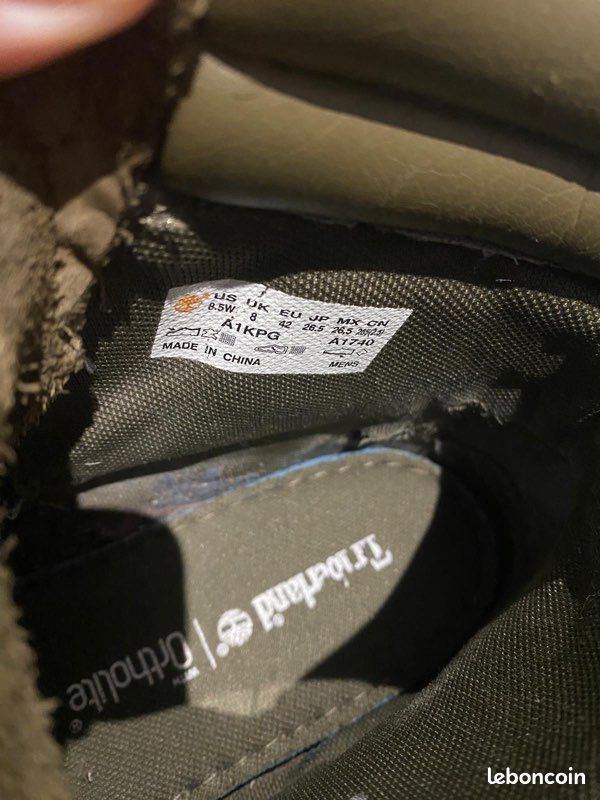 US UK EU JP MX CN
8.5W 8 42 26.5 26.5
A1KPG A1740
MADE IN CHINA MENS
Timberland
with Ortholite®
leboncoin